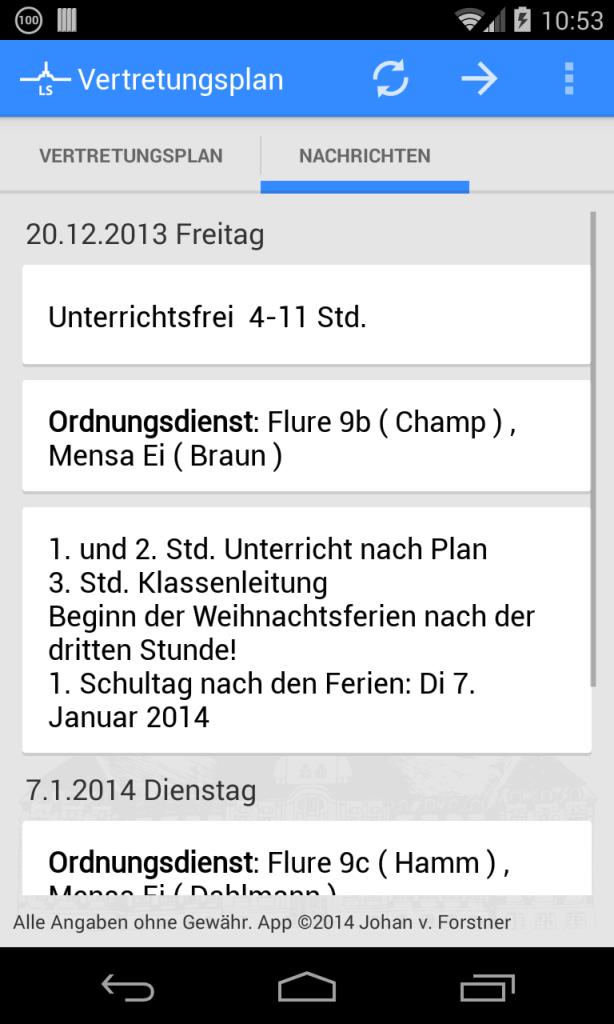 100
10:53
LS
Vertretungsplan
VERTRETUNGSPLAN
NACHRICHTEN
20.12.2013 Freitag
Unterrichtsfrei  4-11 Std.
Ordnungsdienst: Flure 9b ( Champ ) ,
Mensa Ei ( Braun )
1. und 2. Std. Unterricht nach Plan
3. Std. Klassenleitung
Beginn der Weihnachtsferien nach der
dritten Stunde!
1. Schultag nach den Ferien: Di 7.
Januar 2014
7.1.2014 Dienstag
Ordnungsdienst: Flure 9c ( Hamm ) ,
Mensa Ei ( Dahlmann )
Alle Angaben ohne Gewähr. App ©2014 Johan v. Forstner